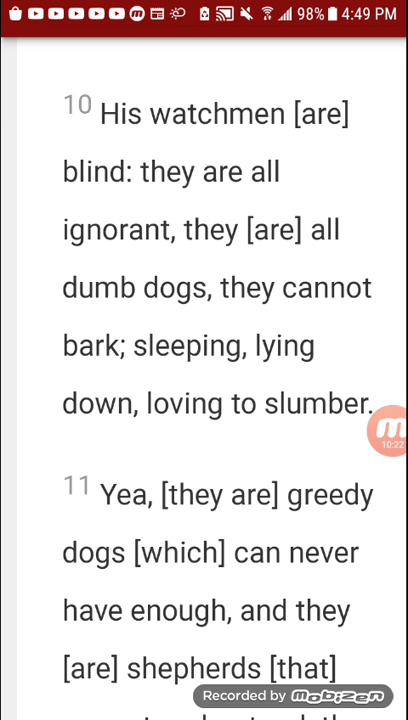 98% 4:49 PM
10 His watchmen [are]
blind: they are all
ignorant, they [are] all
dumb dogs, they cannot
bark; sleeping, lying
down, loving to slumber.
10:22
11 Yea, [they are] greedy
dogs [which] can never
have enough, and they
[are] shepherds [that]
Recorded by mobizen